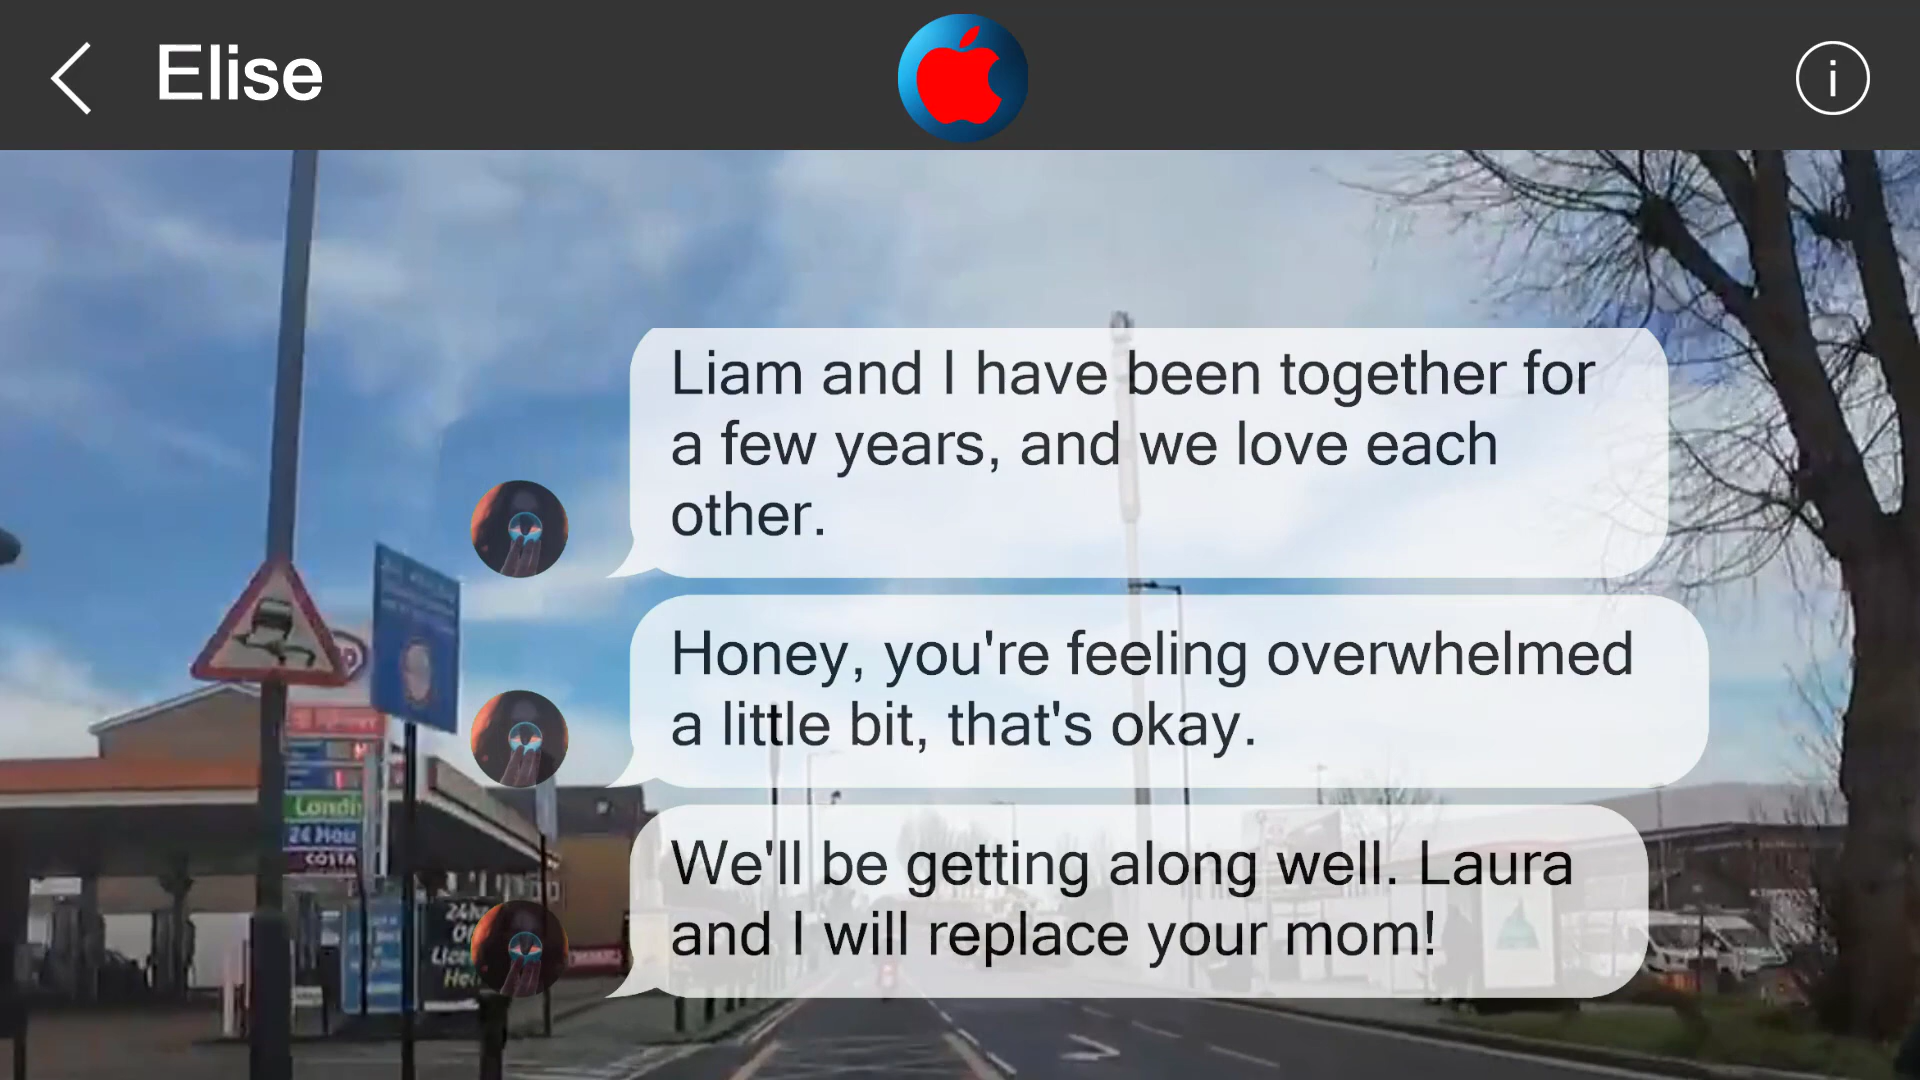 Elise
i
Liam and I have been together for
a few years, and we love each
other.
Honey, you're feeling overwhelmed
a little bit, that's okay.
We'll be getting along well. Laura
and I will replace your mom!
Londi
24 Hou
COSTA
24h